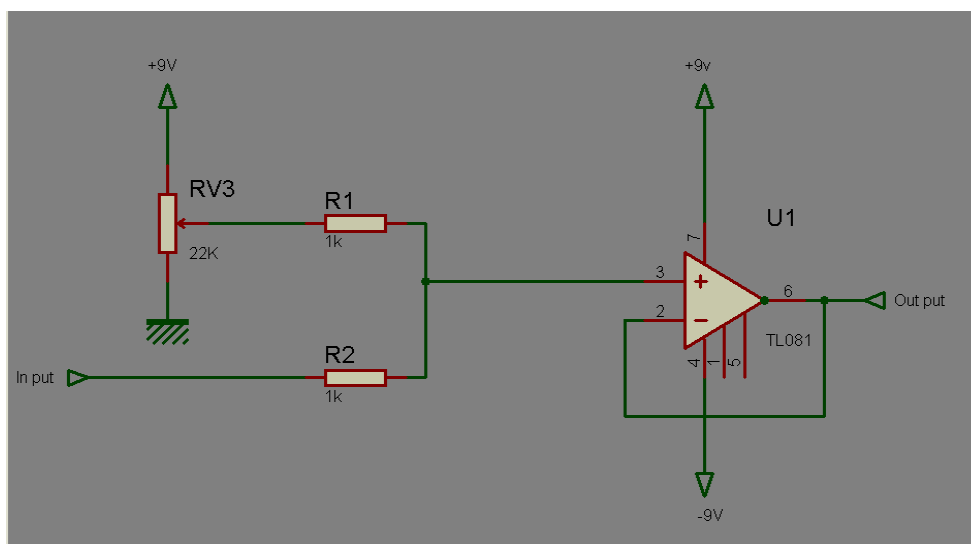 +9V
+9v
RV3
R1
U1
22K
1k
7
3
+
6
Out put
2
−
TL081
R2
4
1
5
In put
1k
-9V